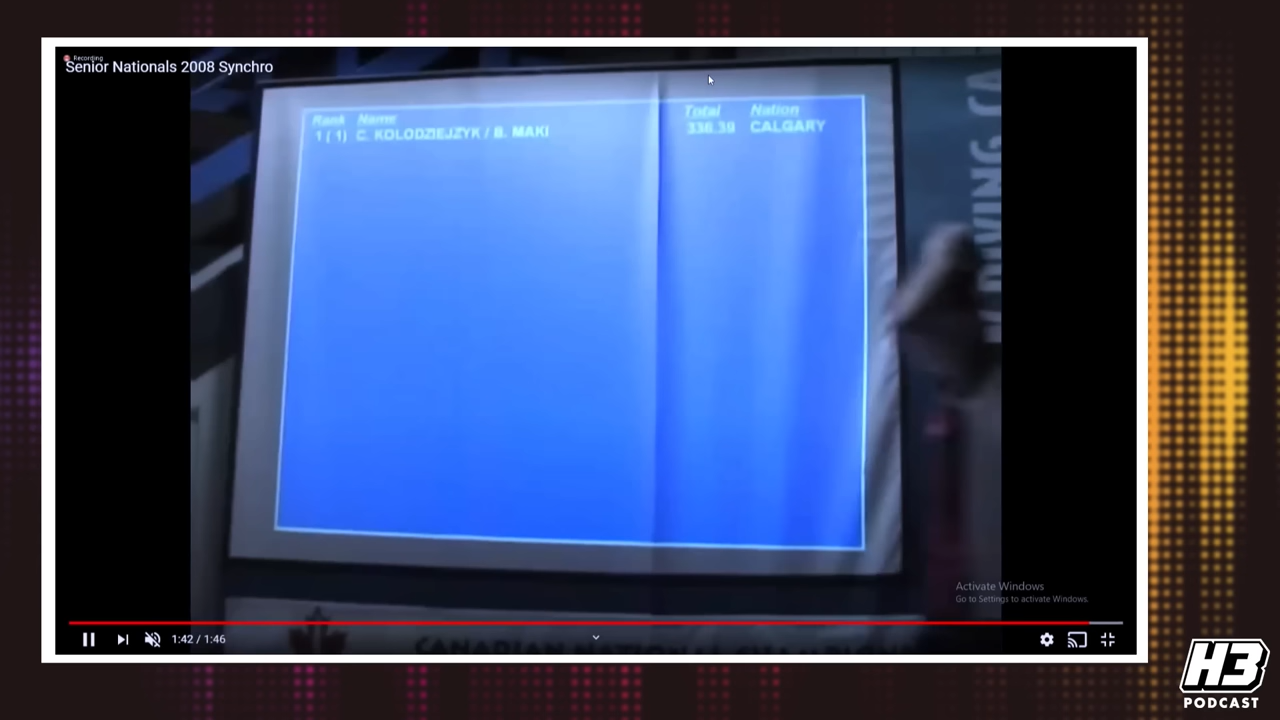 Recording
Senior Nationals 2008 Synchro
Rank Name Total Nation
1 ( 1) C. KOLODZIEJZYK / B. MAKI 336.39 CALGARY
DIVING CA
Activate Windows
Go to Settings to activate Windows.
1:42 / 1:46
H3
PODCAST